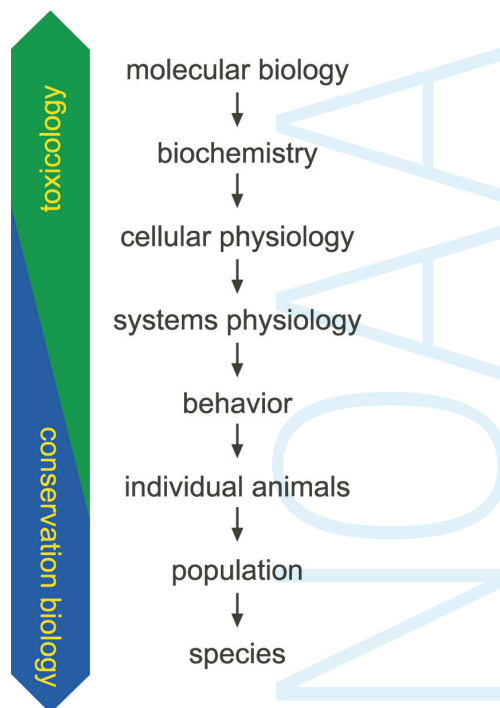 toxicology
conservation biology
molecular biology
biochemistry
cellular physiology
systems physiology
behavior
individual animals
population
species
NOAA